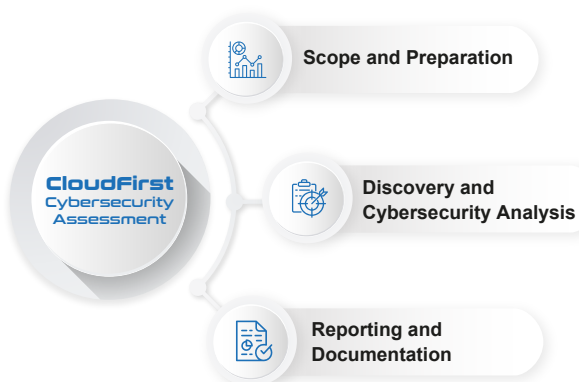 Scope and Preparation
CloudFirst
Cybersecurity
Assessment
Discovery and
Cybersecurity Analysis
Reporting and
Documentation